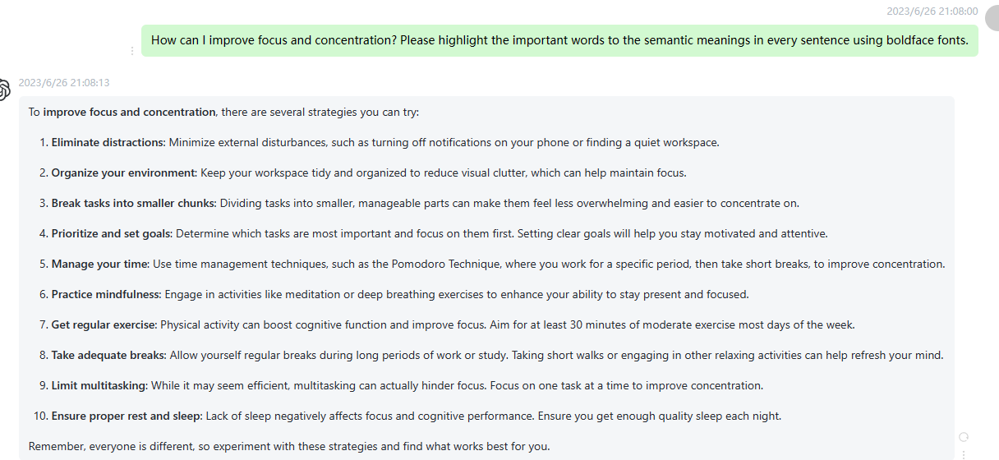 2023/6/26 21:08:00
How can I improve focus and concentration? Please highlight the important words to the semantic meanings in every sentence using boldface fonts.
2023/6/26 21:08:13
To improve focus and concentration, there are several strategies you can try:
1. Eliminate distractions: Minimize external disturbances, such as turning off notifications on your phone or finding a quiet workspace.
2. Organize your environment: Keep your workspace tidy and organized to reduce visual clutter, which can help maintain focus.
3. Break tasks into smaller chunks: Dividing tasks into smaller, manageable parts can make them feel less overwhelming and easier to concentrate on.
4. Prioritize and set goals: Determine which tasks are most important and focus on them first. Setting clear goals will help you stay motivated and attentive.
5. Manage your time: Use time management techniques, such as the Pomodoro Technique, where you work for a specific period, then take short breaks, to improve concentration.
6. Practice mindfulness: Engage in activities like meditation or deep breathing exercises to enhance your ability to stay present and focused.
7. Get regular exercise: Physical activity can boost cognitive function and improve focus. Aim for at least 30 minutes of moderate exercise most days of the week.
8. Take adequate breaks: Allow yourself regular breaks during long periods of work or study. Taking short walks or engaging in other relaxing activities can help refresh your mind.
9. Limit multitasking: While it may seem efficient, multitasking can actually hinder focus. Focus on one task at a time to improve concentration.
10. Ensure proper rest and sleep: Lack of sleep negatively affects focus and cognitive performance. Ensure you get enough quality sleep each night.
Remember, everyone is different, so experiment with these strategies and find what works best for you.